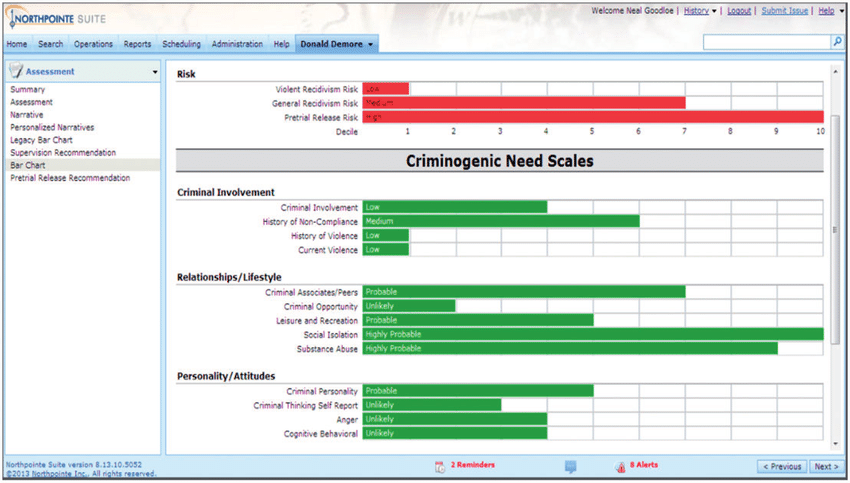 NORTHPOINTE SUITE
Welcome Neal Goodloe | History | Logout | Submit Issue | Help
Home Search Operations Reports Scheduling Administration Help Donald Demore
Assessment
Summary
Assessment
Narrative
Personalized Narratives
Legacy Bar Chart
Supervision Recommendation
Bar Chart
Pretrial Release Recommendation
Risk
Violent Recidivism Risk Low
General Recidivism Risk Medium
Pretrial Release Risk High
Decile 1 2 3 4 5 6 7 8 9 10
Criminogenic Need Scales
Criminal Involvement
Criminal Involvement Low
History of Non-Compliance Medium
History of Violence Low
Current Violence Low
Relationships/Lifestyle
Criminal Associates/Peers Probable
Criminal Opportunity Unlikely
Leisure and Recreation Probable
Social Isolation Highly Probable
Substance Abuse Highly Probable
Personality/Attitudes
Criminal Personality Probable
Criminal Thinking Self Report Unlikely
Anger Unlikely
Cognitive Behavioral Unlikely
Northpointe Suite version 8.13.10.5052
©2013 Northpointe Inc., All rights reserved.
2 Reminders
8 Alerts
< Previous Next >